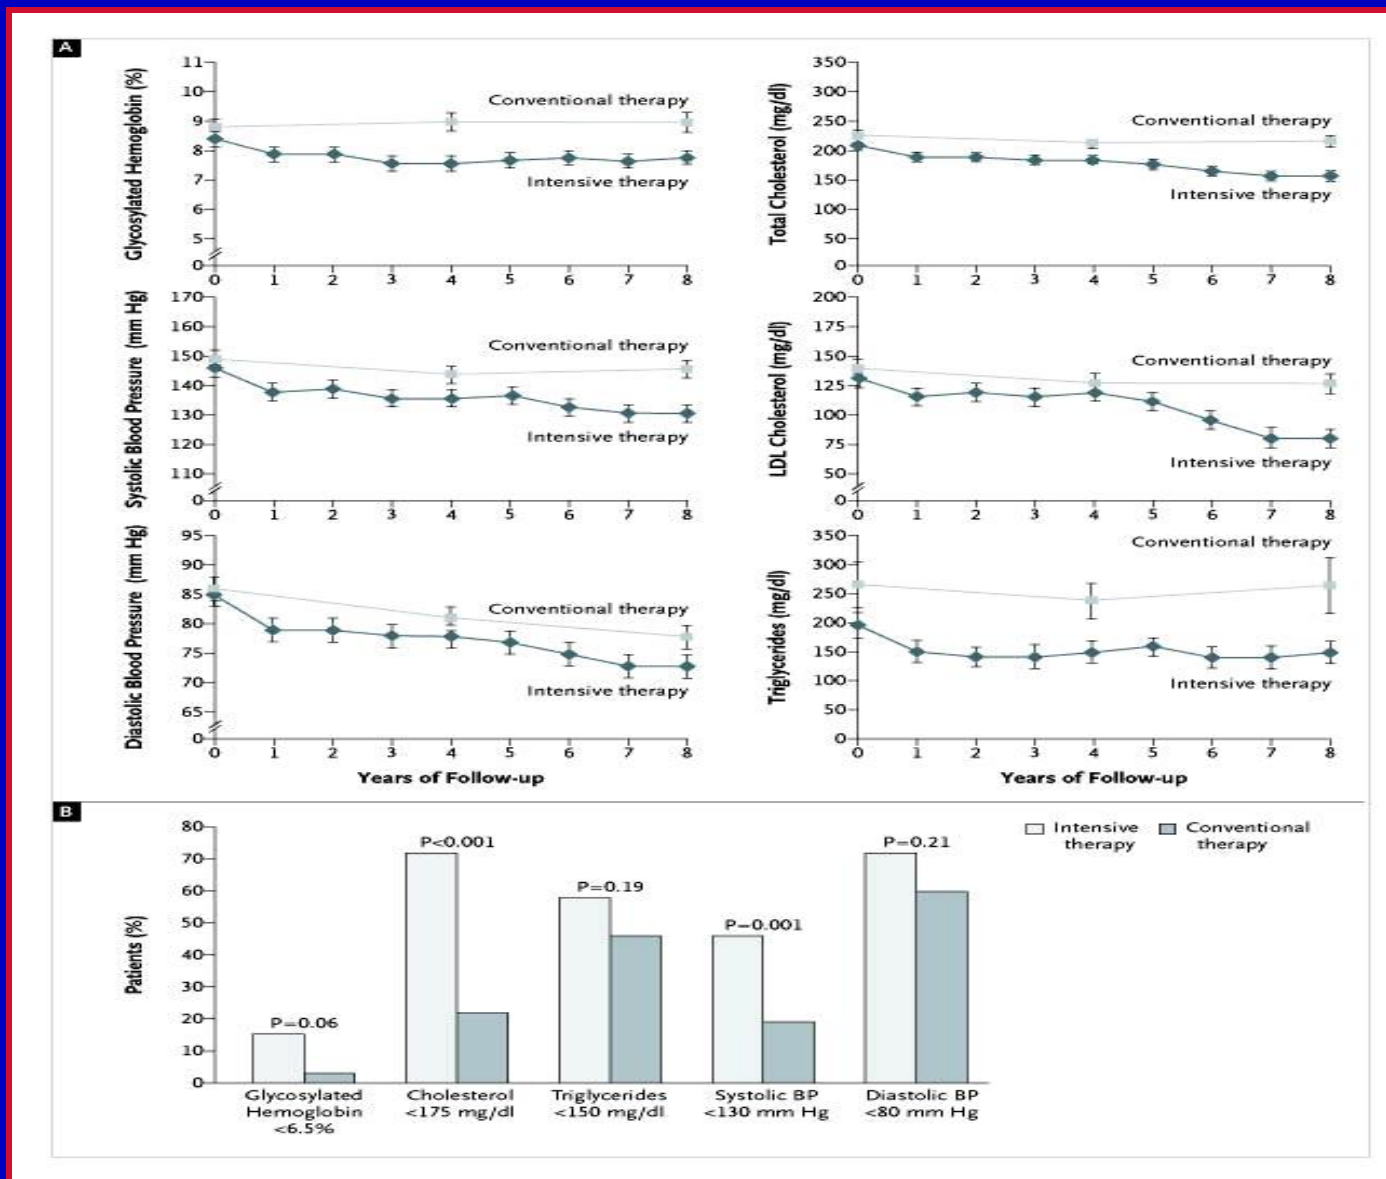 A
Glycosylated Hemoglobin (%)
11
10
9
8
7
6
5
0
Conventional therapy
Intensive therapy
0 1 2 3 4 5 6 7 8
Total Cholesterol (mg/dl)
350
300
250
200
150
100
50
0
Conventional therapy
Intensive therapy
0 1 2 3 4 5 6 7 8
Systolic Blood Pressure (mm Hg)
170
160
150
140
130
120
110
0
Conventional therapy
Intensive therapy
0 1 2 3 4 5 6 7 8
LDL Cholesterol (mg/dl)
200
175
150
125
100
75
50
0
Conventional therapy
Intensive therapy
0 1 2 3 4 5 6 7 8
Diastolic Blood Pressure (mm Hg)
95
90
85
80
75
70
65
0
Conventional therapy
Intensive therapy
0 1 2 3 4 5 6 7 8
Years of Follow-up
Triglycerides (mg/dl)
350
300
250
200
150
100
50
0
Conventional therapy
Intensive therapy
0 1 2 3 4 5 6 7 8
Years of Follow-up
B
Patients (%)
80
70
60
50
40
30
20
10
0
P=0.06
P<0.001
P=0.19
P=0.001
P=0.21
Intensive
therapy
Conventional
therapy
Glycosylated
Hemoglobin
<6.5%
Cholesterol
<175 mg/dl
Triglycerides
<150 mg/dl
Systolic BP
<130 mm Hg
Diastolic BP
<80 mm Hg